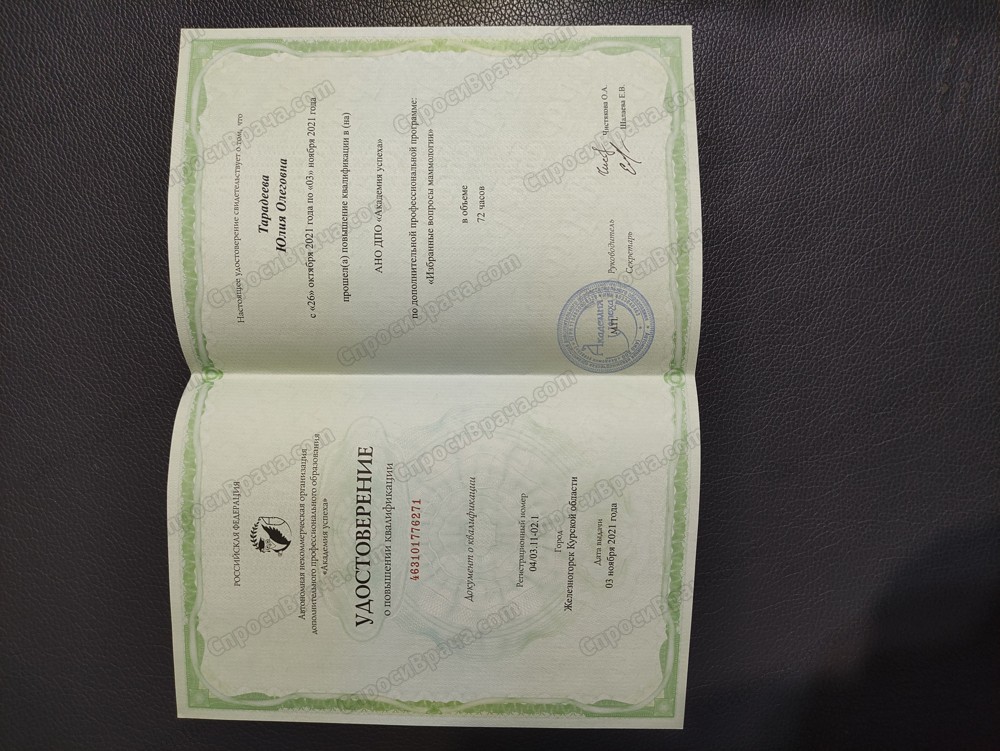 РОССИЙСКАЯ ФЕДЕРАЦИЯ
Автономная некоммерческая организация
дополнительного профессионального образования
«Академия успеха»
УДОСТОВЕРЕНИЕ
о повышении квалификации
463101776271
Документ о квалификации
Регистрационный номер
04/03.11-02.1
Город
Железногорск Курской области
Дата выдачи
03 ноября 2021 года
Настоящее удостоверение свидетельствует о том, что
Тарадеева
Юлия Олеговна
с «26» октября 2021 года по «03» ноября 2021 года
прошел(а) повышение квалификации в (на)
АНО ДПО «Академия успеха»
по дополнительной профессиональной программе:
«Избранные вопросы маммологии»
в объеме
72 часов
Руководитель Чистякова О.А.
Секретарь Шаляева Е.В.
М.П.
Академия успеха
СпросиВрача.com